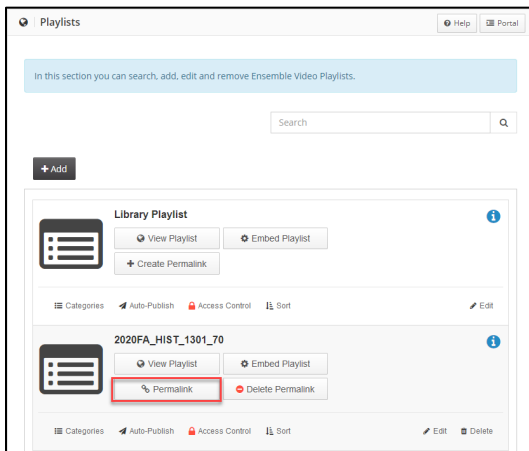 Playlists Help Portal
In this section you can search, add, edit and remove Ensemble Video Playlists.
Search
+ Add
Library Playlist
View Playlist Embed Playlist
+ Create Permalink
Categories Auto-Publish Access Control Sort Edit
2020FA_HIST_1301_70
View Playlist Embed Playlist
Permalink Delete Permalink
Categories Auto-Publish Access Control Sort Edit Delete